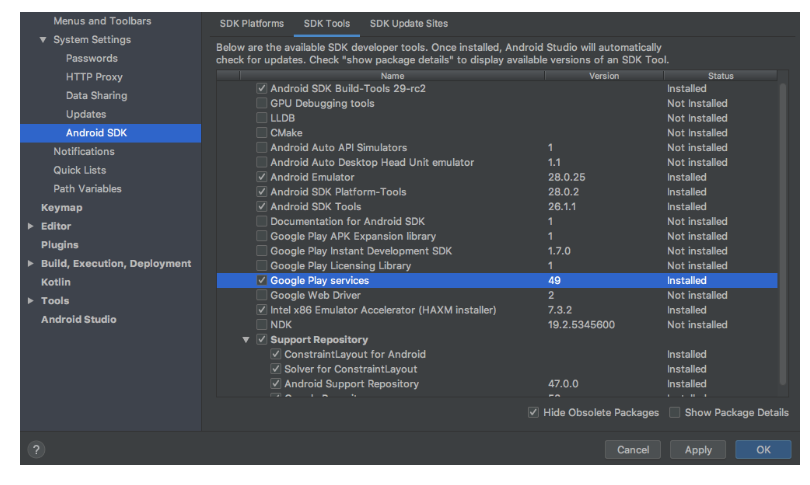 Menus and Toolbars
System Settings
Passwords
HTTP Proxy
Data Sharing
Updates
Android SDK
Notifications
Quick Lists
Path Variables
Keymap
Editor
Plugins
Build, Execution, Deployment
Kotlin
Tools
Android Studio
SDK Platforms SDK Tools SDK Update Sites
Below are the available SDK developer tools. Once installed, Android Studio will automatically
check for updates. Check "show package details" to display available versions of an SDK Tool.
Name Version Status
Android SDK Build-Tools 29-rc2 Installed
GPU Debugging tools Not Installed
LLDB Not Installed
CMake Not Installed
Android Auto API Simulators 1 Not installed
Android Auto Desktop Head Unit emulator 1.1 Not installed
Android Emulator 28.0.25 Installed
Android SDK Platform-Tools 28.0.2 Installed
Android SDK Tools 26.1.1 Installed
Documentation for Android SDK 1 Not installed
Google Play APK Expansion library 1 Not installed
Google Play Instant Development SDK 1.7.0 Not installed
Google Play Licensing Library 1 Not installed
Google Play services 49 Installed
Google Web Driver 2 Not installed
Intel x86 Emulator Accelerator (HAXM installer) 7.3.2 Installed
NDK 19.2.5345600 Not installed
Support Repository
ConstraintLayout for Android Installed
Solver for ConstraintLayout Installed
Android Support Repository 47.0.0 Installed
Hide Obsolete Packages Show Package Details
? Cancel Apply OK